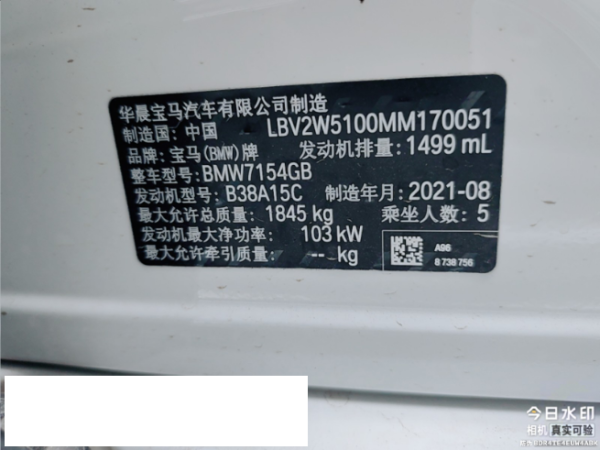 华晨宝马汽车有限公司制造
制造国: 中国 LBV2W5100MM170051
品牌: 宝马(BMW)牌 发动机排量: 1499 mL
整车型号: BMW7154GB
发动机型号: B38A15C 制造年月: 2021-08
最大允许总质量: 1845 kg 乘坐人数: 5
发动机最大净功率: 103 kW
最大允许牵引质量: -- kg
A96
8 738 756
今日水印
相机 真实可验